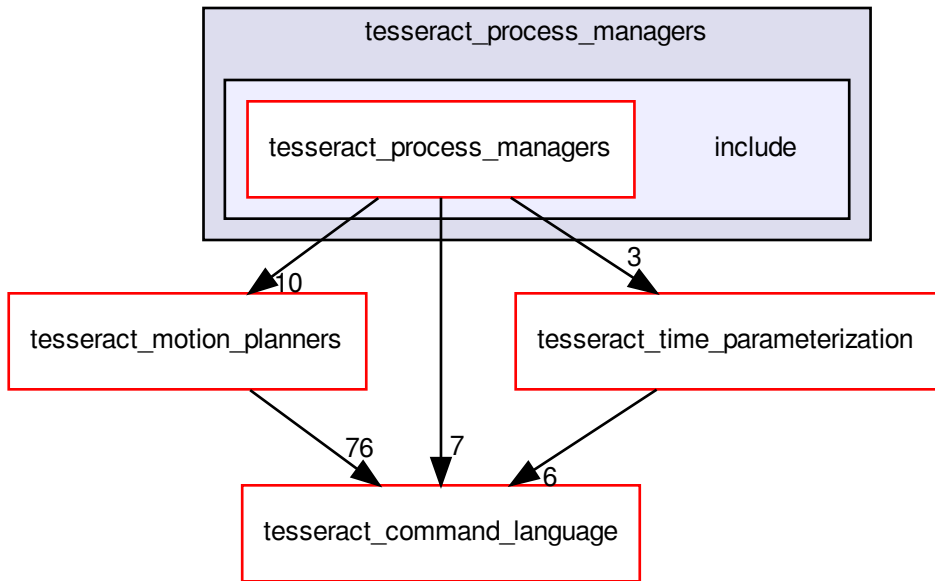 tesseract_process_managers
tesseract_process_managers
include
3
10
tesseract_motion_planners
tesseract_time_parameterization
76
7
6
tesseract_command_language